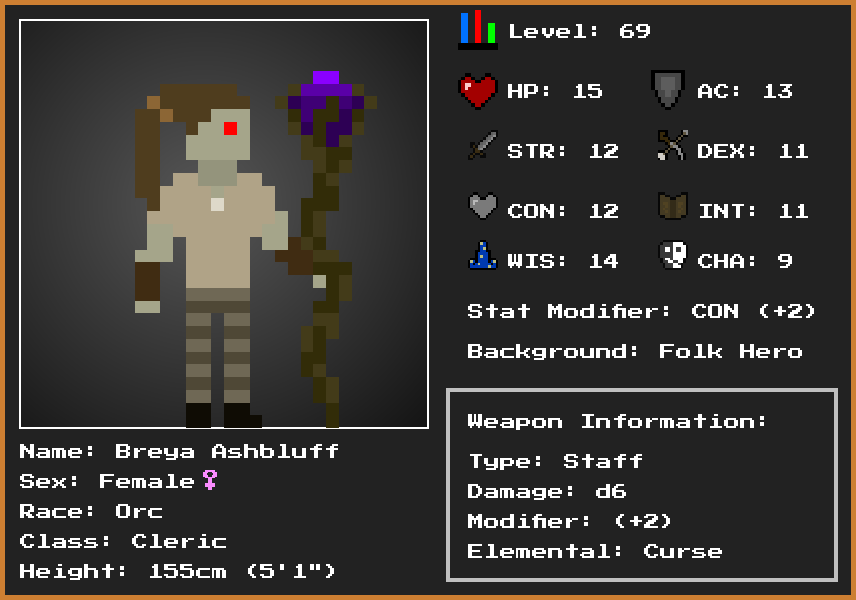 Level: 69
HP: 15 AC: 13
STR: 12 DEX: 11
CON: 12 INT: 11
WIS: 14 CHA: 9
Stat Modifier: CON (+2)
Background: Folk Hero
Name: Breya Ashbluff
Sex: Female♀
Race: Orc
Class: Cleric
Height: 155cm (5'1")
Weapon Information:
Type: Staff
Damage: d6
Modifier: (+2)
Elemental: Curse